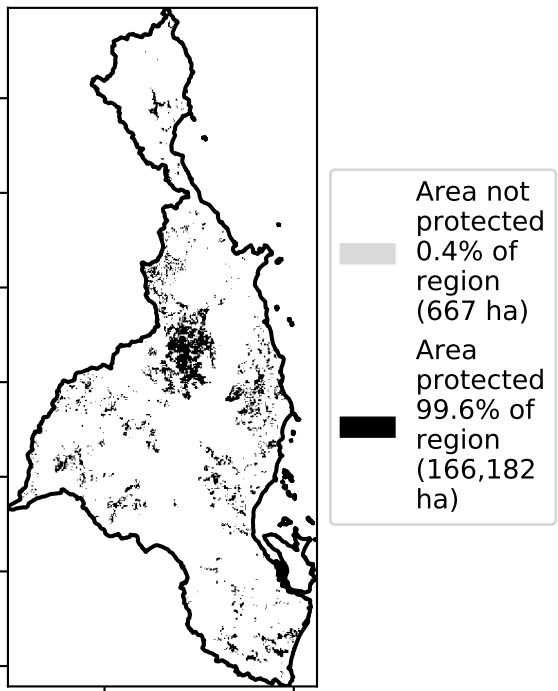 Area not
protected
0.4% of
region
(667 ha)
Area
protected
99.6% of
region
(166,182
ha)